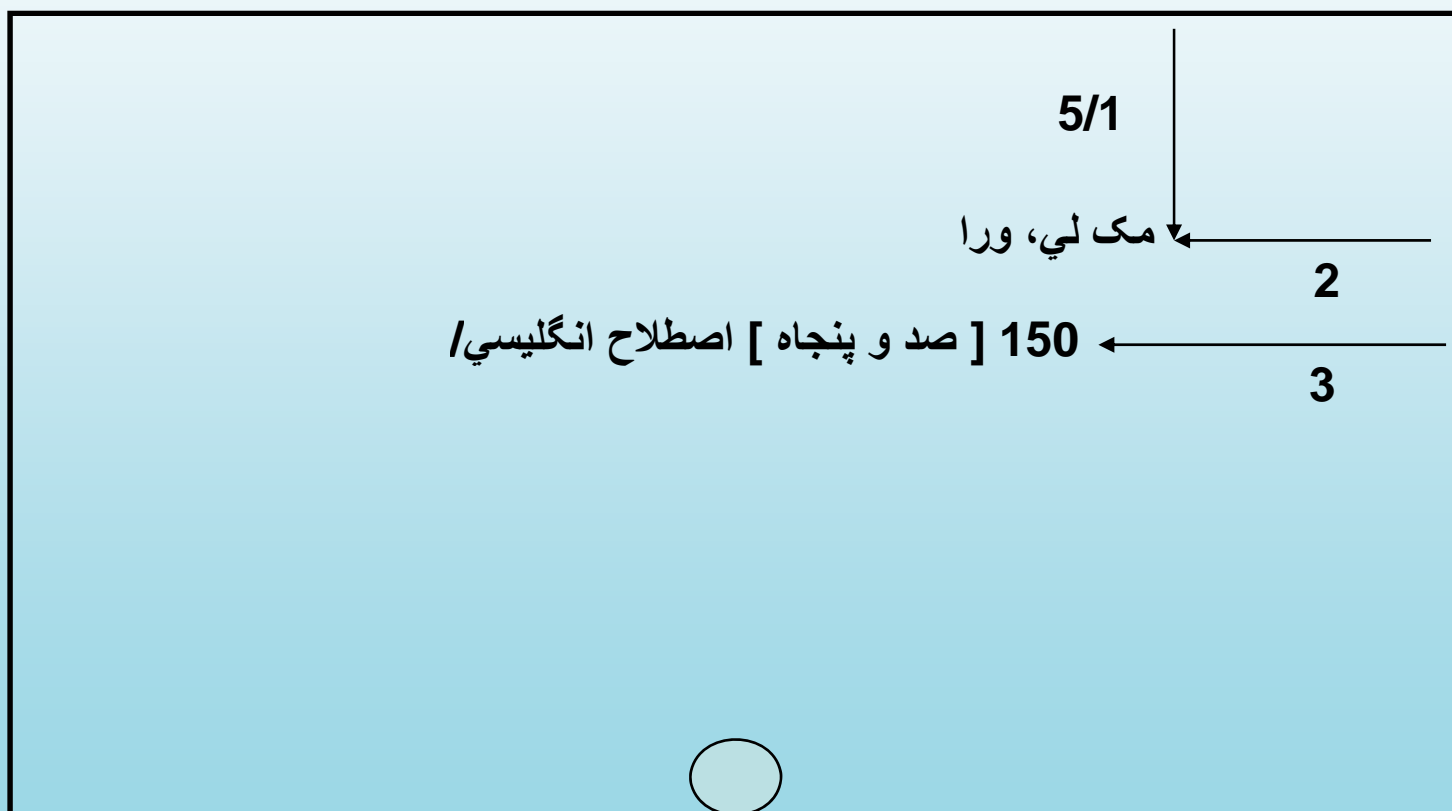 5/1
مک لي، ورا
2
150 [ صد و پنجاه ] اصطلاح انگليسي/
3